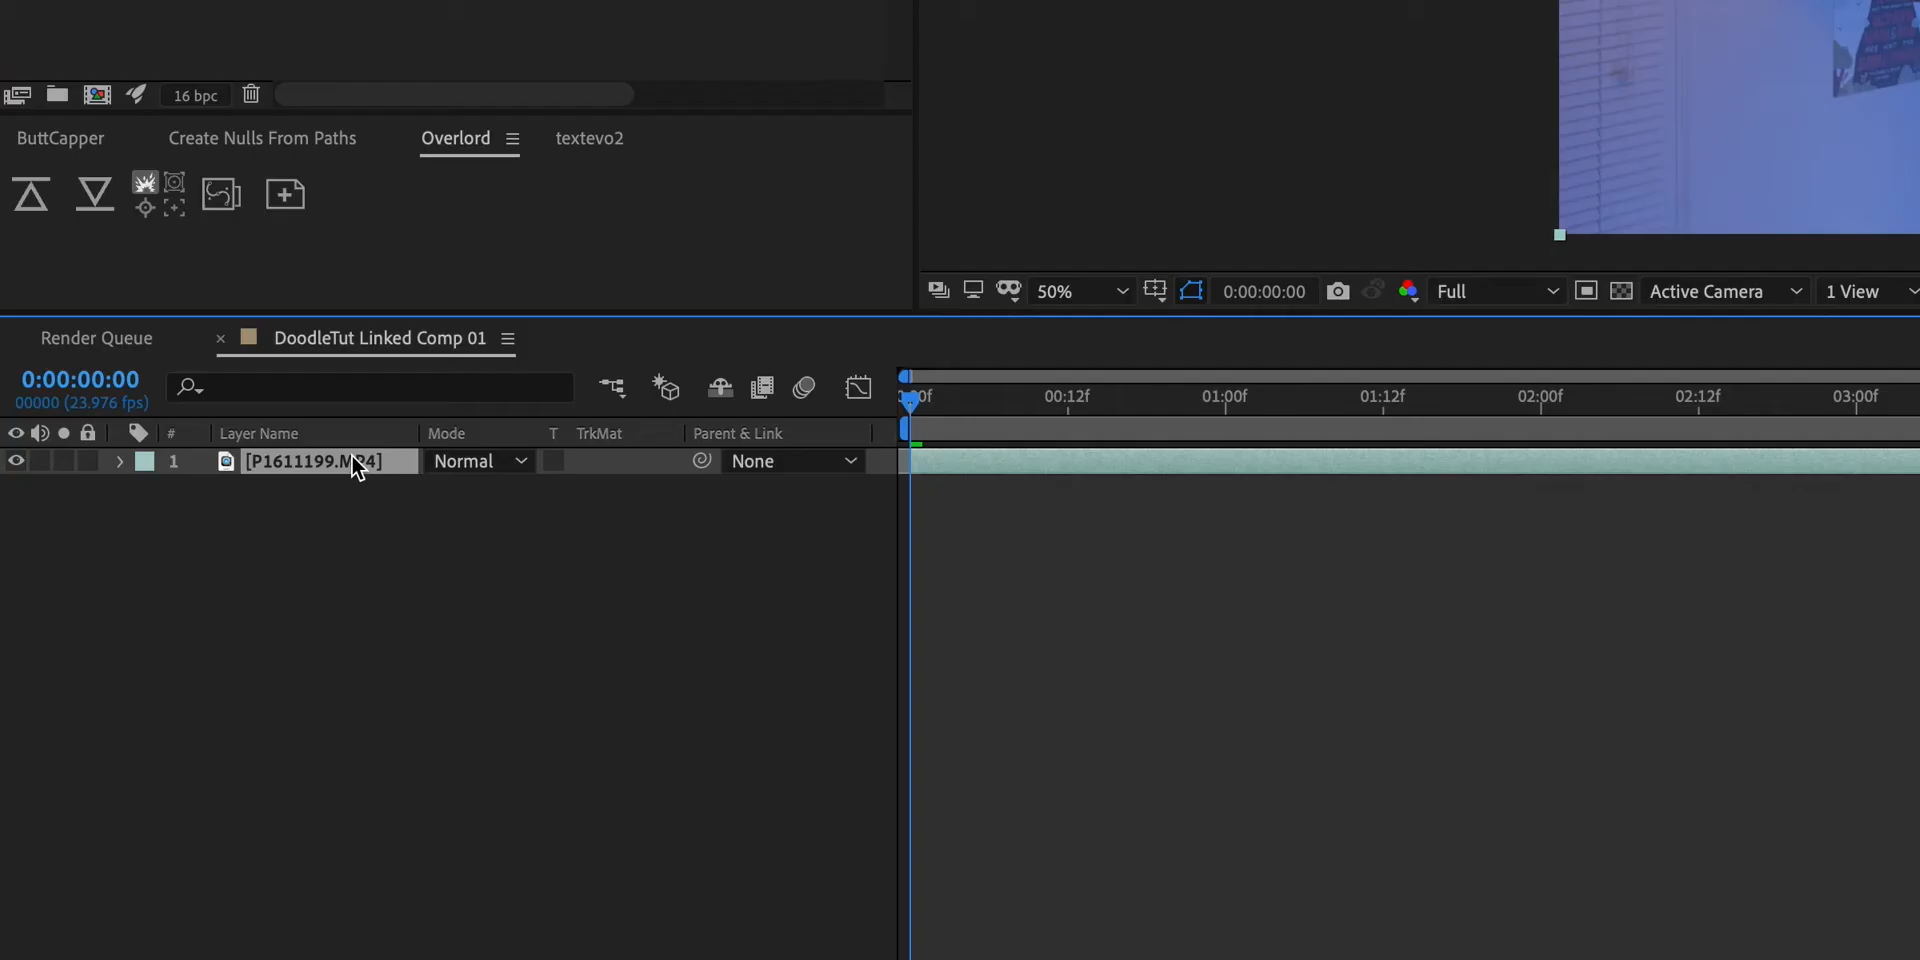 16 bpc
ButtCapper
Create Nulls From Paths
Overlord
textevo2
50%
0:00:00:00
Full
Active Camera
1 View
Render Queue
DoodleTut Linked Comp 01
0:00:00:00
00000 (23.976 fps)
00:12f
01:00f
01:12f
02:00f
02:12f
03:00f
#
Layer Name
Mode
T
TrkMat
Parent & Link
1
[P1611199.MP4]
Normal
None